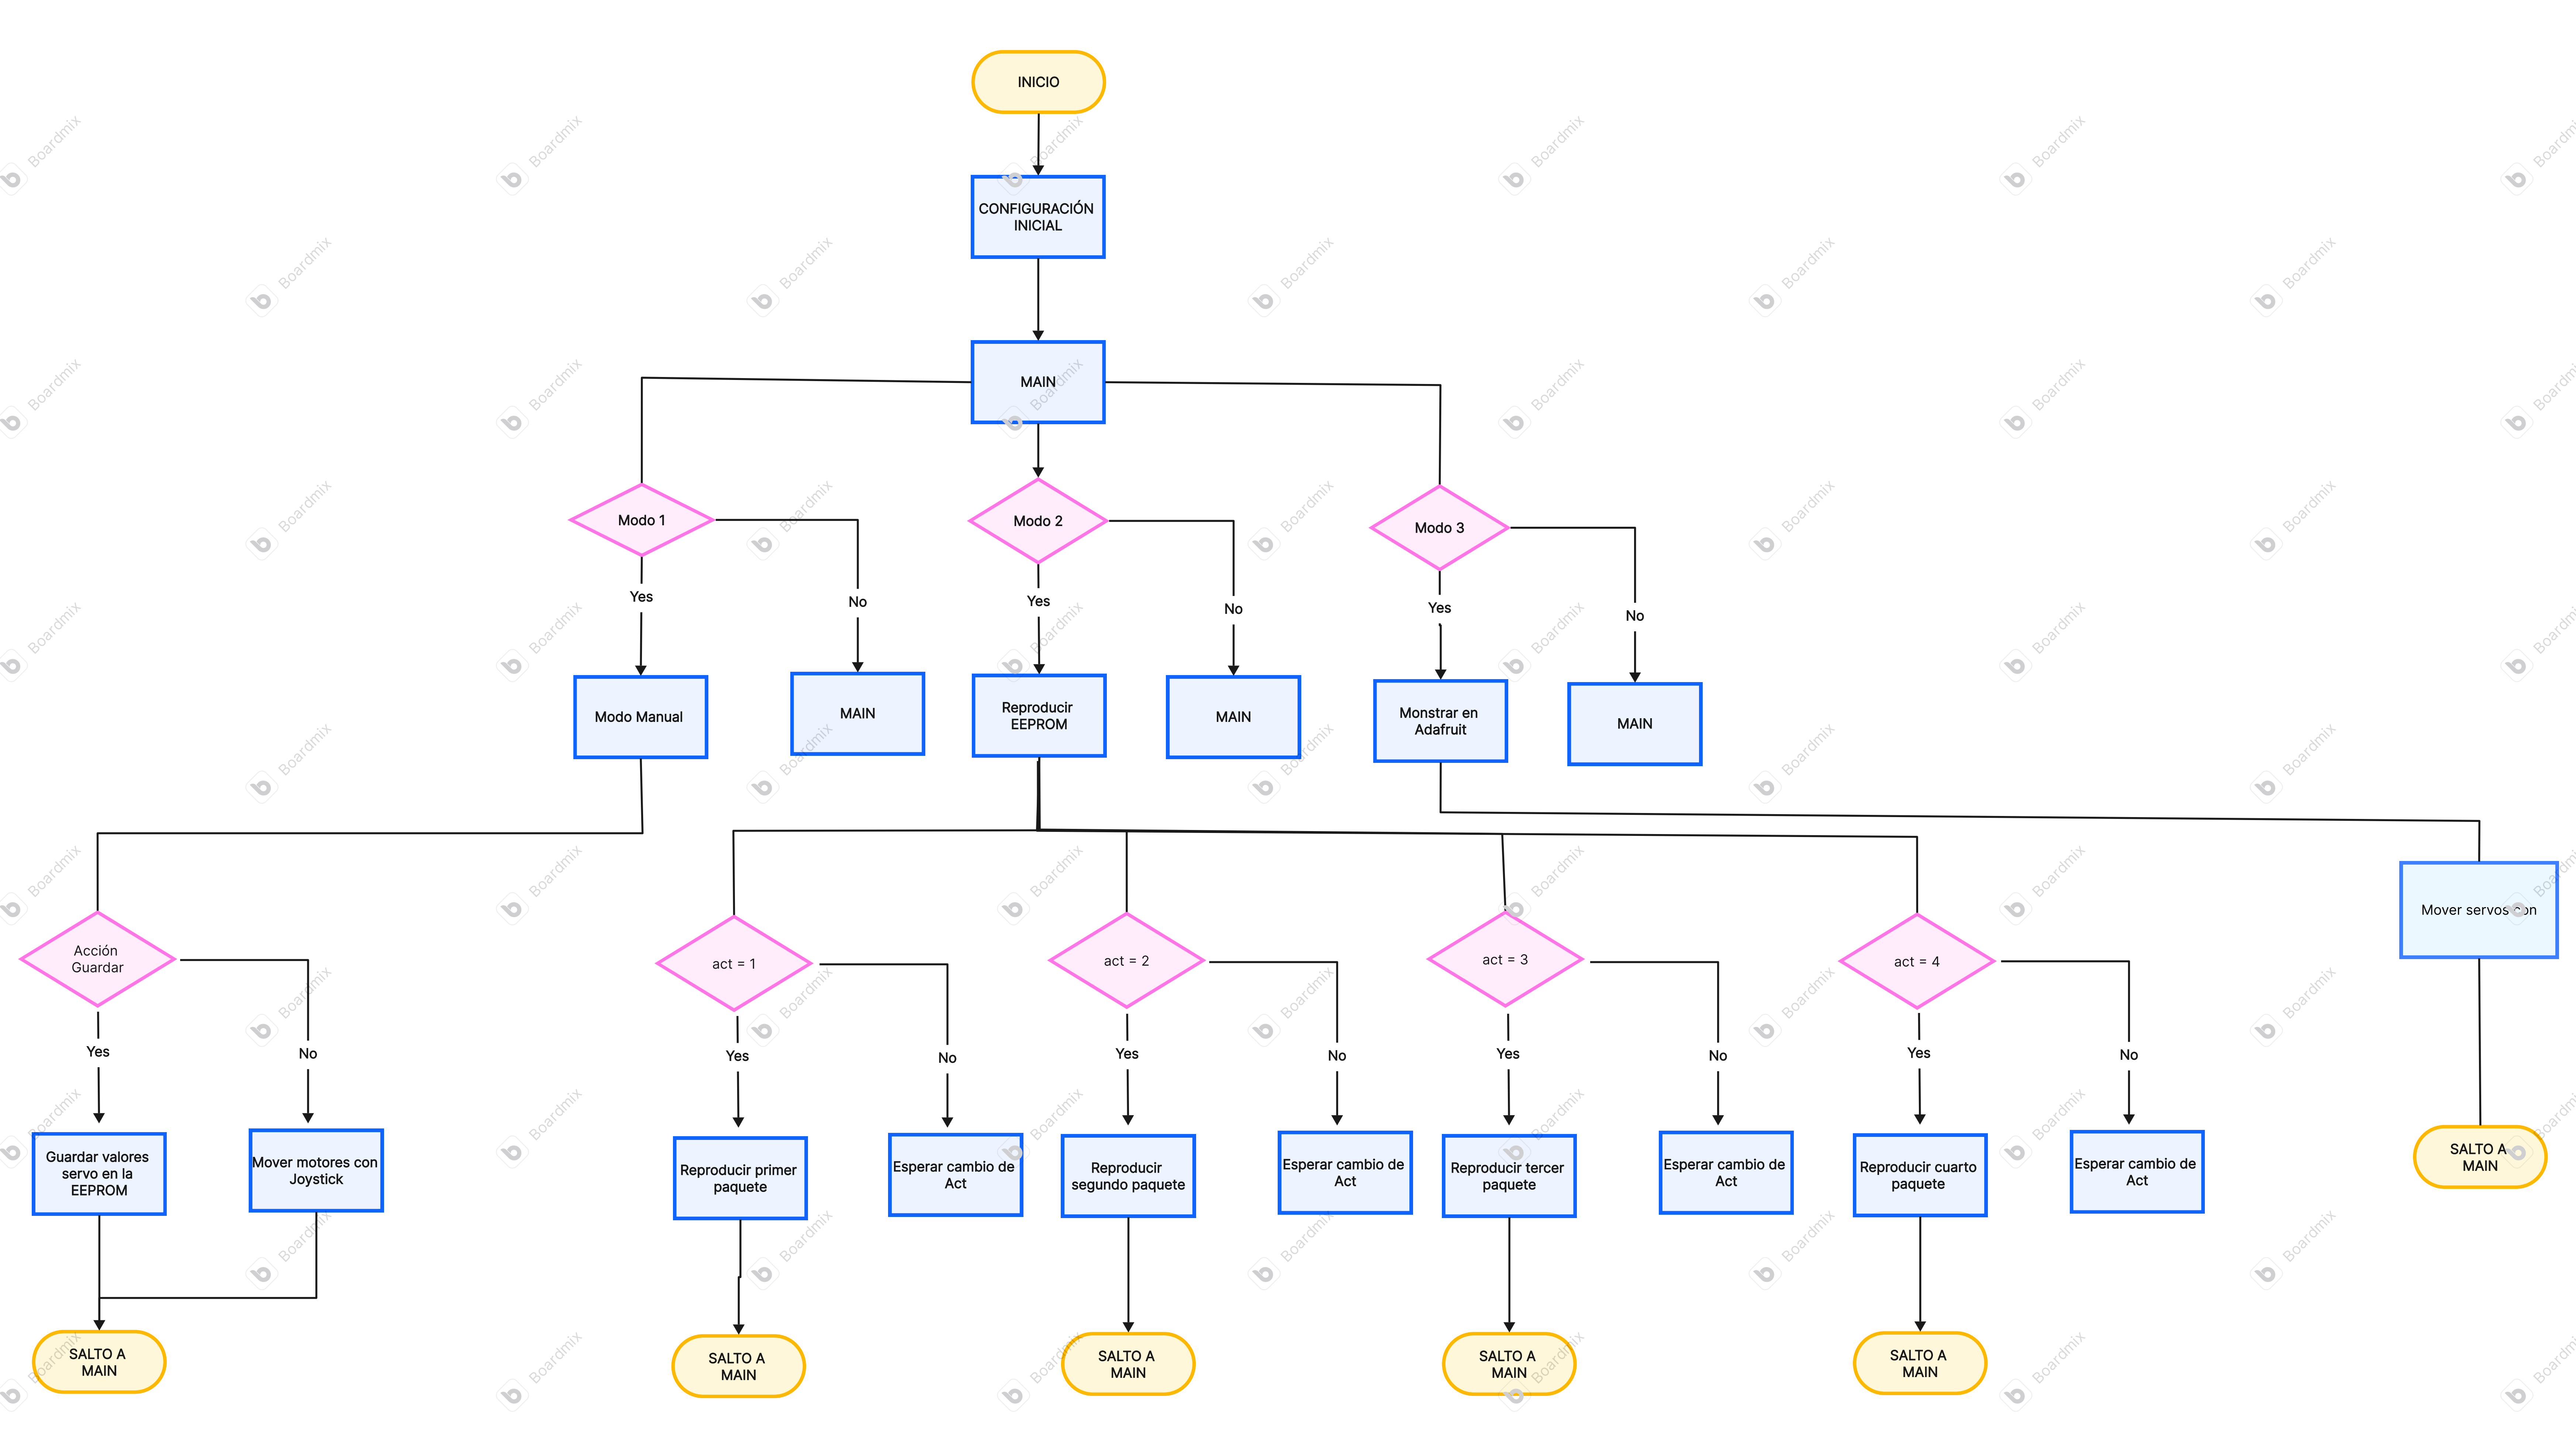 INICIO
CONFIGURACIÓN
INICIAL
MAIN
Modo 1
Modo 2
Modo 3
Yes
No
Yes
No
Yes
No
Modo Manual
MAIN
Reproducir
EEPROM
MAIN
Monstrar en
Adafruit
MAIN
Acción
Guardar
act = 1
act = 2
act = 3
act = 4
Mover servos con
Yes
No
Yes
No
Yes
No
Yes
No
Yes
No
Guardar valores
servo en la
EEPROM
Mover motores con
Joystick
Reproducir primer
paquete
Esperar cambio de
Act
Reproducir
segundo paquete
Esperar cambio de
Act
Reproducir tercer
paquete
Esperar cambio de
Act
Reproducir cuarto
paquete
Esperar cambio de
Act
SALTO A
MAIN
SALTO A
MAIN
SALTO A
MAIN
SALTO A
MAIN
SALTO A
MAIN
SALTO A
MAIN
Boardmix